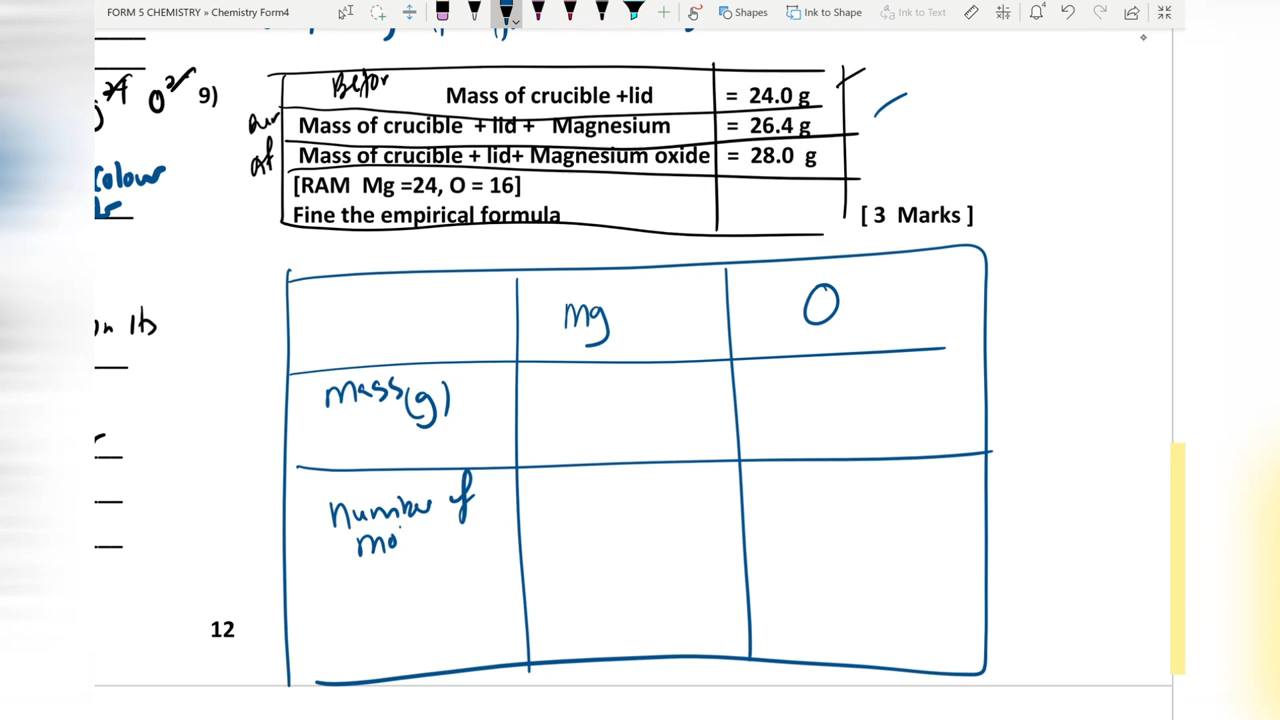 FORM 5 CHEMISTRY » Chemistry Form4
Shapes
Ink to Shape
Ink to Text
9)
Befor
Mass of crucible +lid = 24.0 g
Mass of crucible + lid + Magnesium = 26.4 g
Mass of crucible + lid+ Magnesium oxide = 28.0 g
[RAM Mg =24, O = 16]
Fine the empirical formula
[ 3 Marks ]
colour
Mg O
mass(g)
number of
mo
12